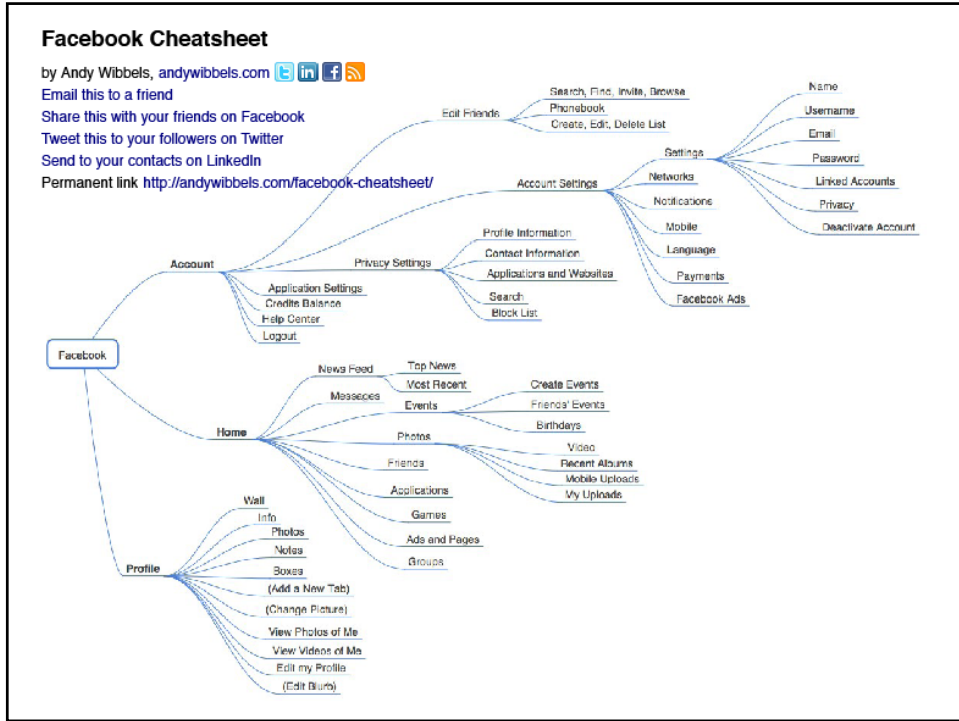 Facebook Cheatsheet
by Andy Wibbels, andywibbels.com
Email this to a friend
Share this with your friends on Facebook
Tweet this to your followers on Twitter
Send to your contacts on LinkedIn
Permanent link http://andywibbels.com/facebook-cheatsheet/
Facebook
Account
Edit Friends
Search, Find, Invite, Browse
Phonebook
Create, Edit, Delete List
Account Settings
Settings
Name
Username
Email
Password
Linked Accounts
Privacy
Deactivate Account
Networks
Notifications
Mobile
Language
Payments
Facebook Ads
Privacy Settings
Profile Information
Contact Information
Applications and Websites
Search
Block List
Application Settings
Credits Balance
Help Center
Logout
Home
News Feed
Top News
Most Recent
Messages
Events
Create Events
Friends' Events
Birthdays
Photos
Video
Recent Albums
Mobile Uploads
My Uploads
Friends
Applications
Games
Ads and Pages
Groups
Profile
Wall
Info
Photos
Notes
Boxes
(Add a New Tab)
(Change Picture)
View Photos of Me
View Videos of Me
Edit my Profile
(Edit Blurb)